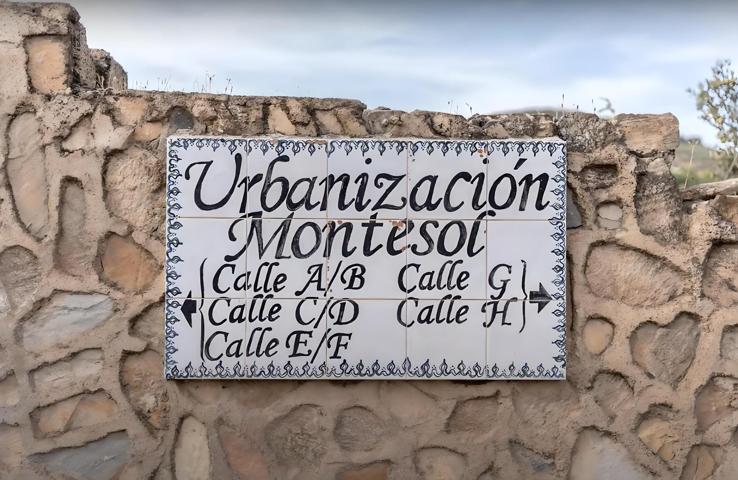 Urbanización
Montesol
Calle A/B Calle G
Calle C/D Calle H
Calle E/F